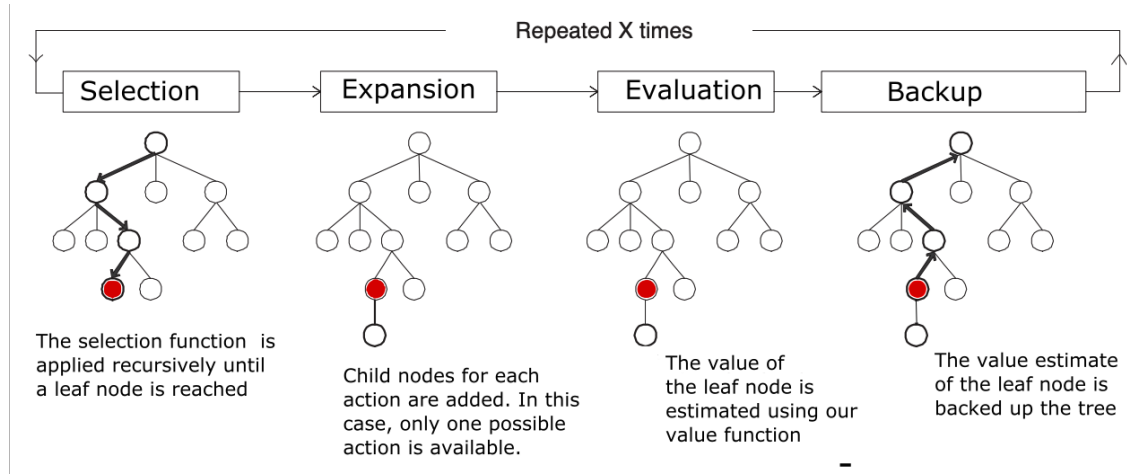 Repeated X times
Selection
Expansion
Evaluation
Backup
The selection function is
applied recursively until
a leaf node is reached
Child nodes for each
action are added. In this
case, only one possible
action is available.
The value of
the leaf node is
estimated using our
value function
The value estimate
of the leaf node is
backed up the tree